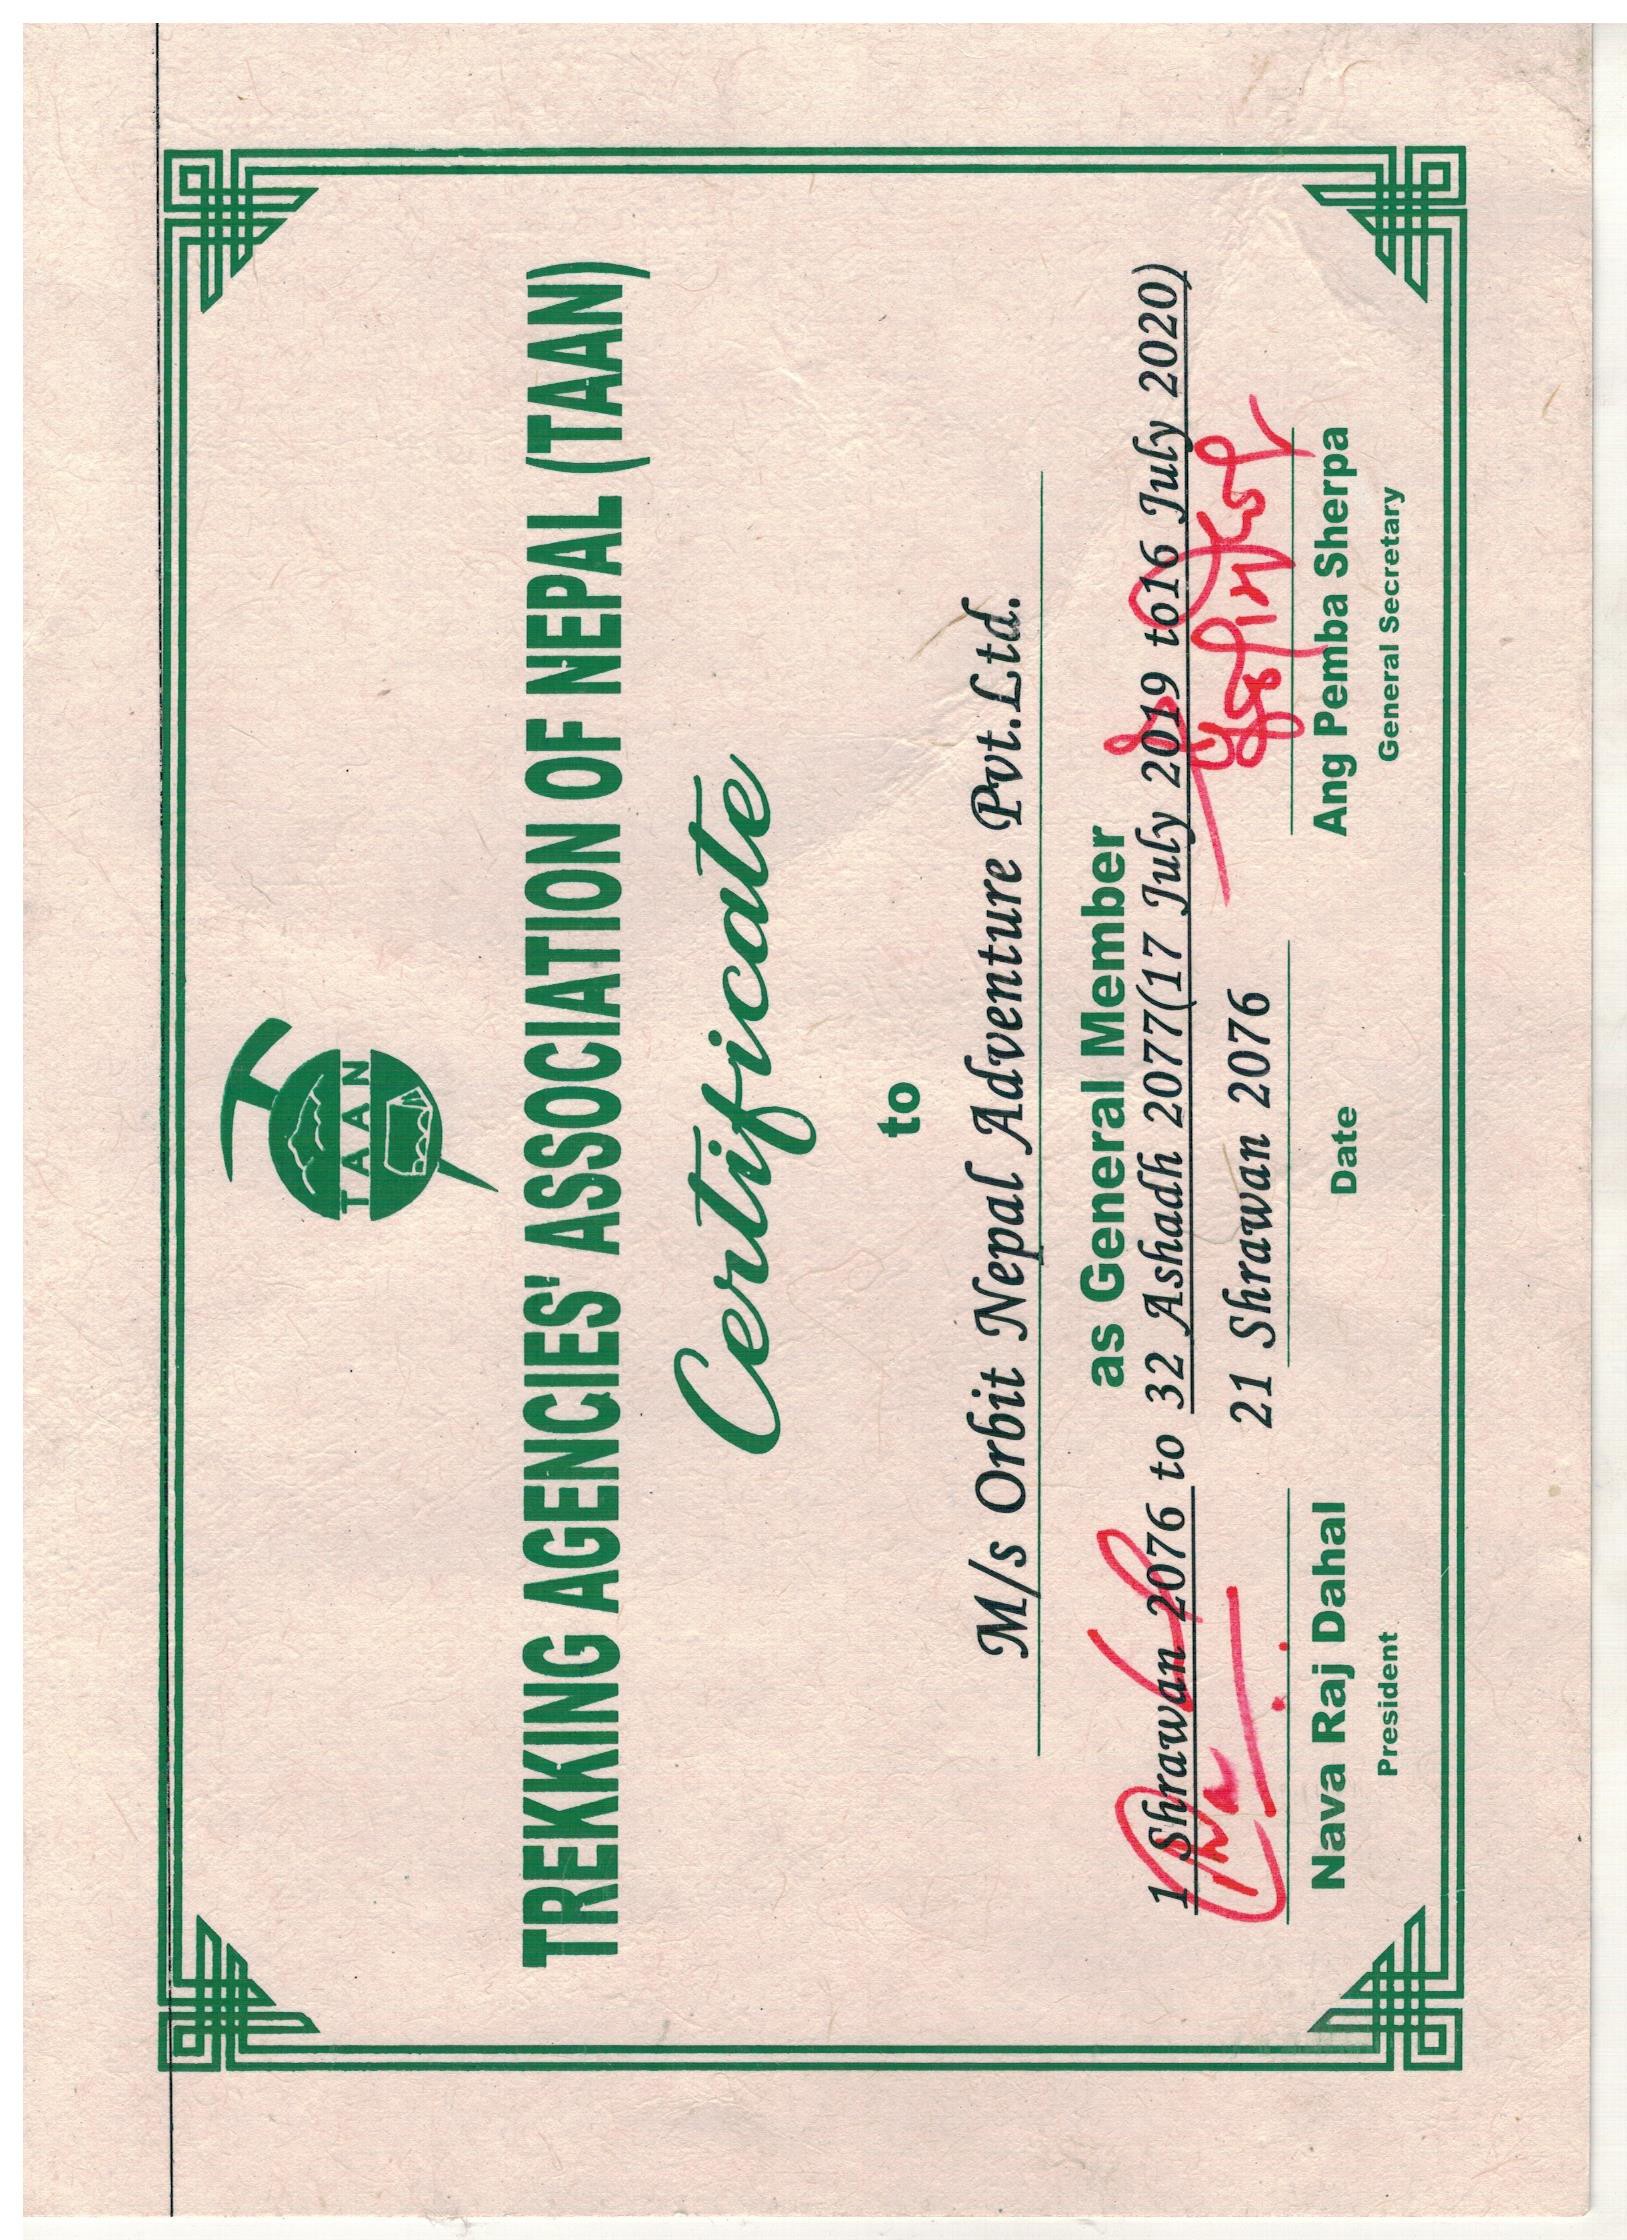 TAAN
TREKKING AGENCIES' ASSOCIATION OF NEPAL (TAAN)
Certificate
to
M/s Orbit Nepal Adventure Pvt.Ltd.
as General Member
1 Shrawan 2076 to 32 Ashadh 2077(17 July 2019 to16 July 2020)
21 Shrawan 2076
Nava Raj Dahal Date Ang Pemba Sherpa
President General Secretary